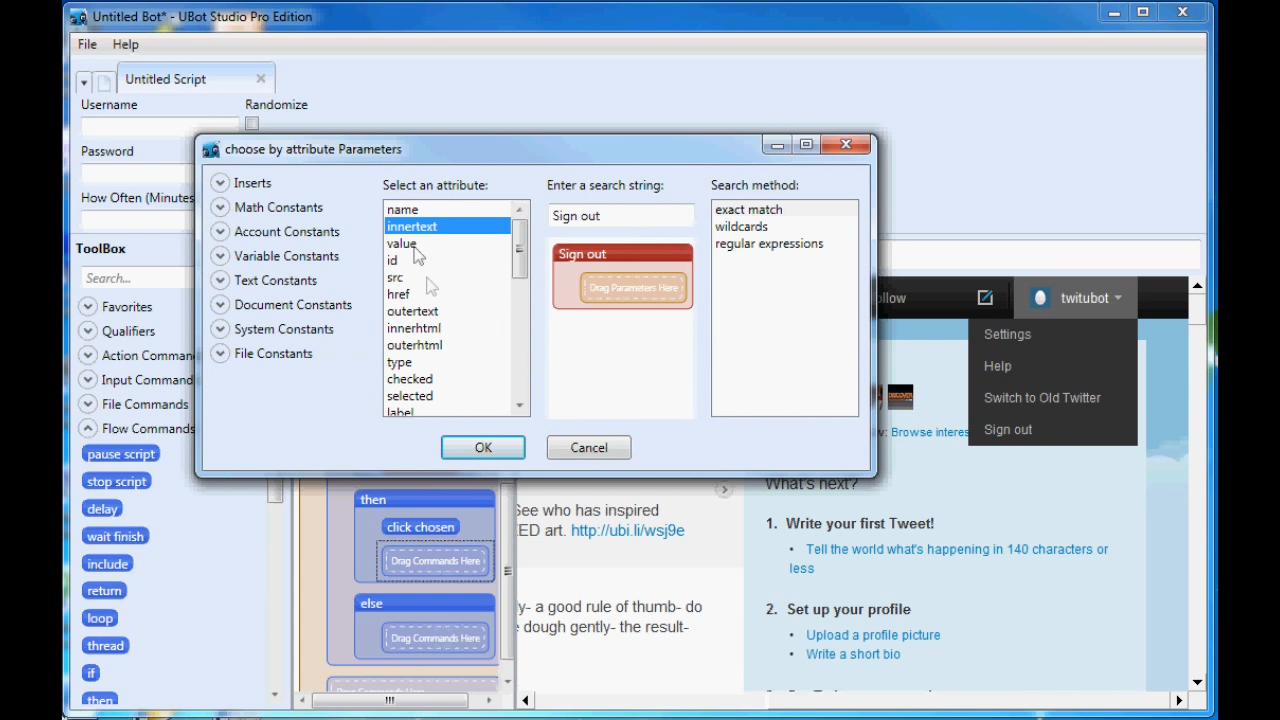 Untitled Bot* - UBot Studio Pro Edition
File Help
Untitled Script
Username
Randomize
Password
How Often (Minutes
ToolBox
Search...
Favorites
Qualifiers
Action Comman
Input Command
File Commands
Flow Commands
pause script
stop script
delay
wait finish
include
return
loop
thread
if
then
choose by attribute Parameters
Inserts
Math Constants
Account Constants
Variable Constants
Text Constants
Document Constants
System Constants
File Constants
Select an attribute:
name
innertext
value
id
src
href
outertext
innerhtml
outerhtml
type
checked
selected
label
Enter a search string:
Sign out
Sign out
Drag Parameters Here
Search method:
exact match
wildcards
regular expressions
OK
Cancel
then
click chosen
Drag Commands Here
else
Drag Commands Here
Drag Commands Here
ollow
twitubot
Settings
Help
Switch to Old Twitter
Sign out
DISCOVER
Browse interes
See who has inspired
ED art. http://ubi.li/wsj9e
y- a good rule of thumb- do
dough gently- the result-
What's next?
1. Write your first Tweet!
• Tell the world what's happening in 140 characters or
less
2. Set up your profile
• Upload a profile picture
• Write a short bio